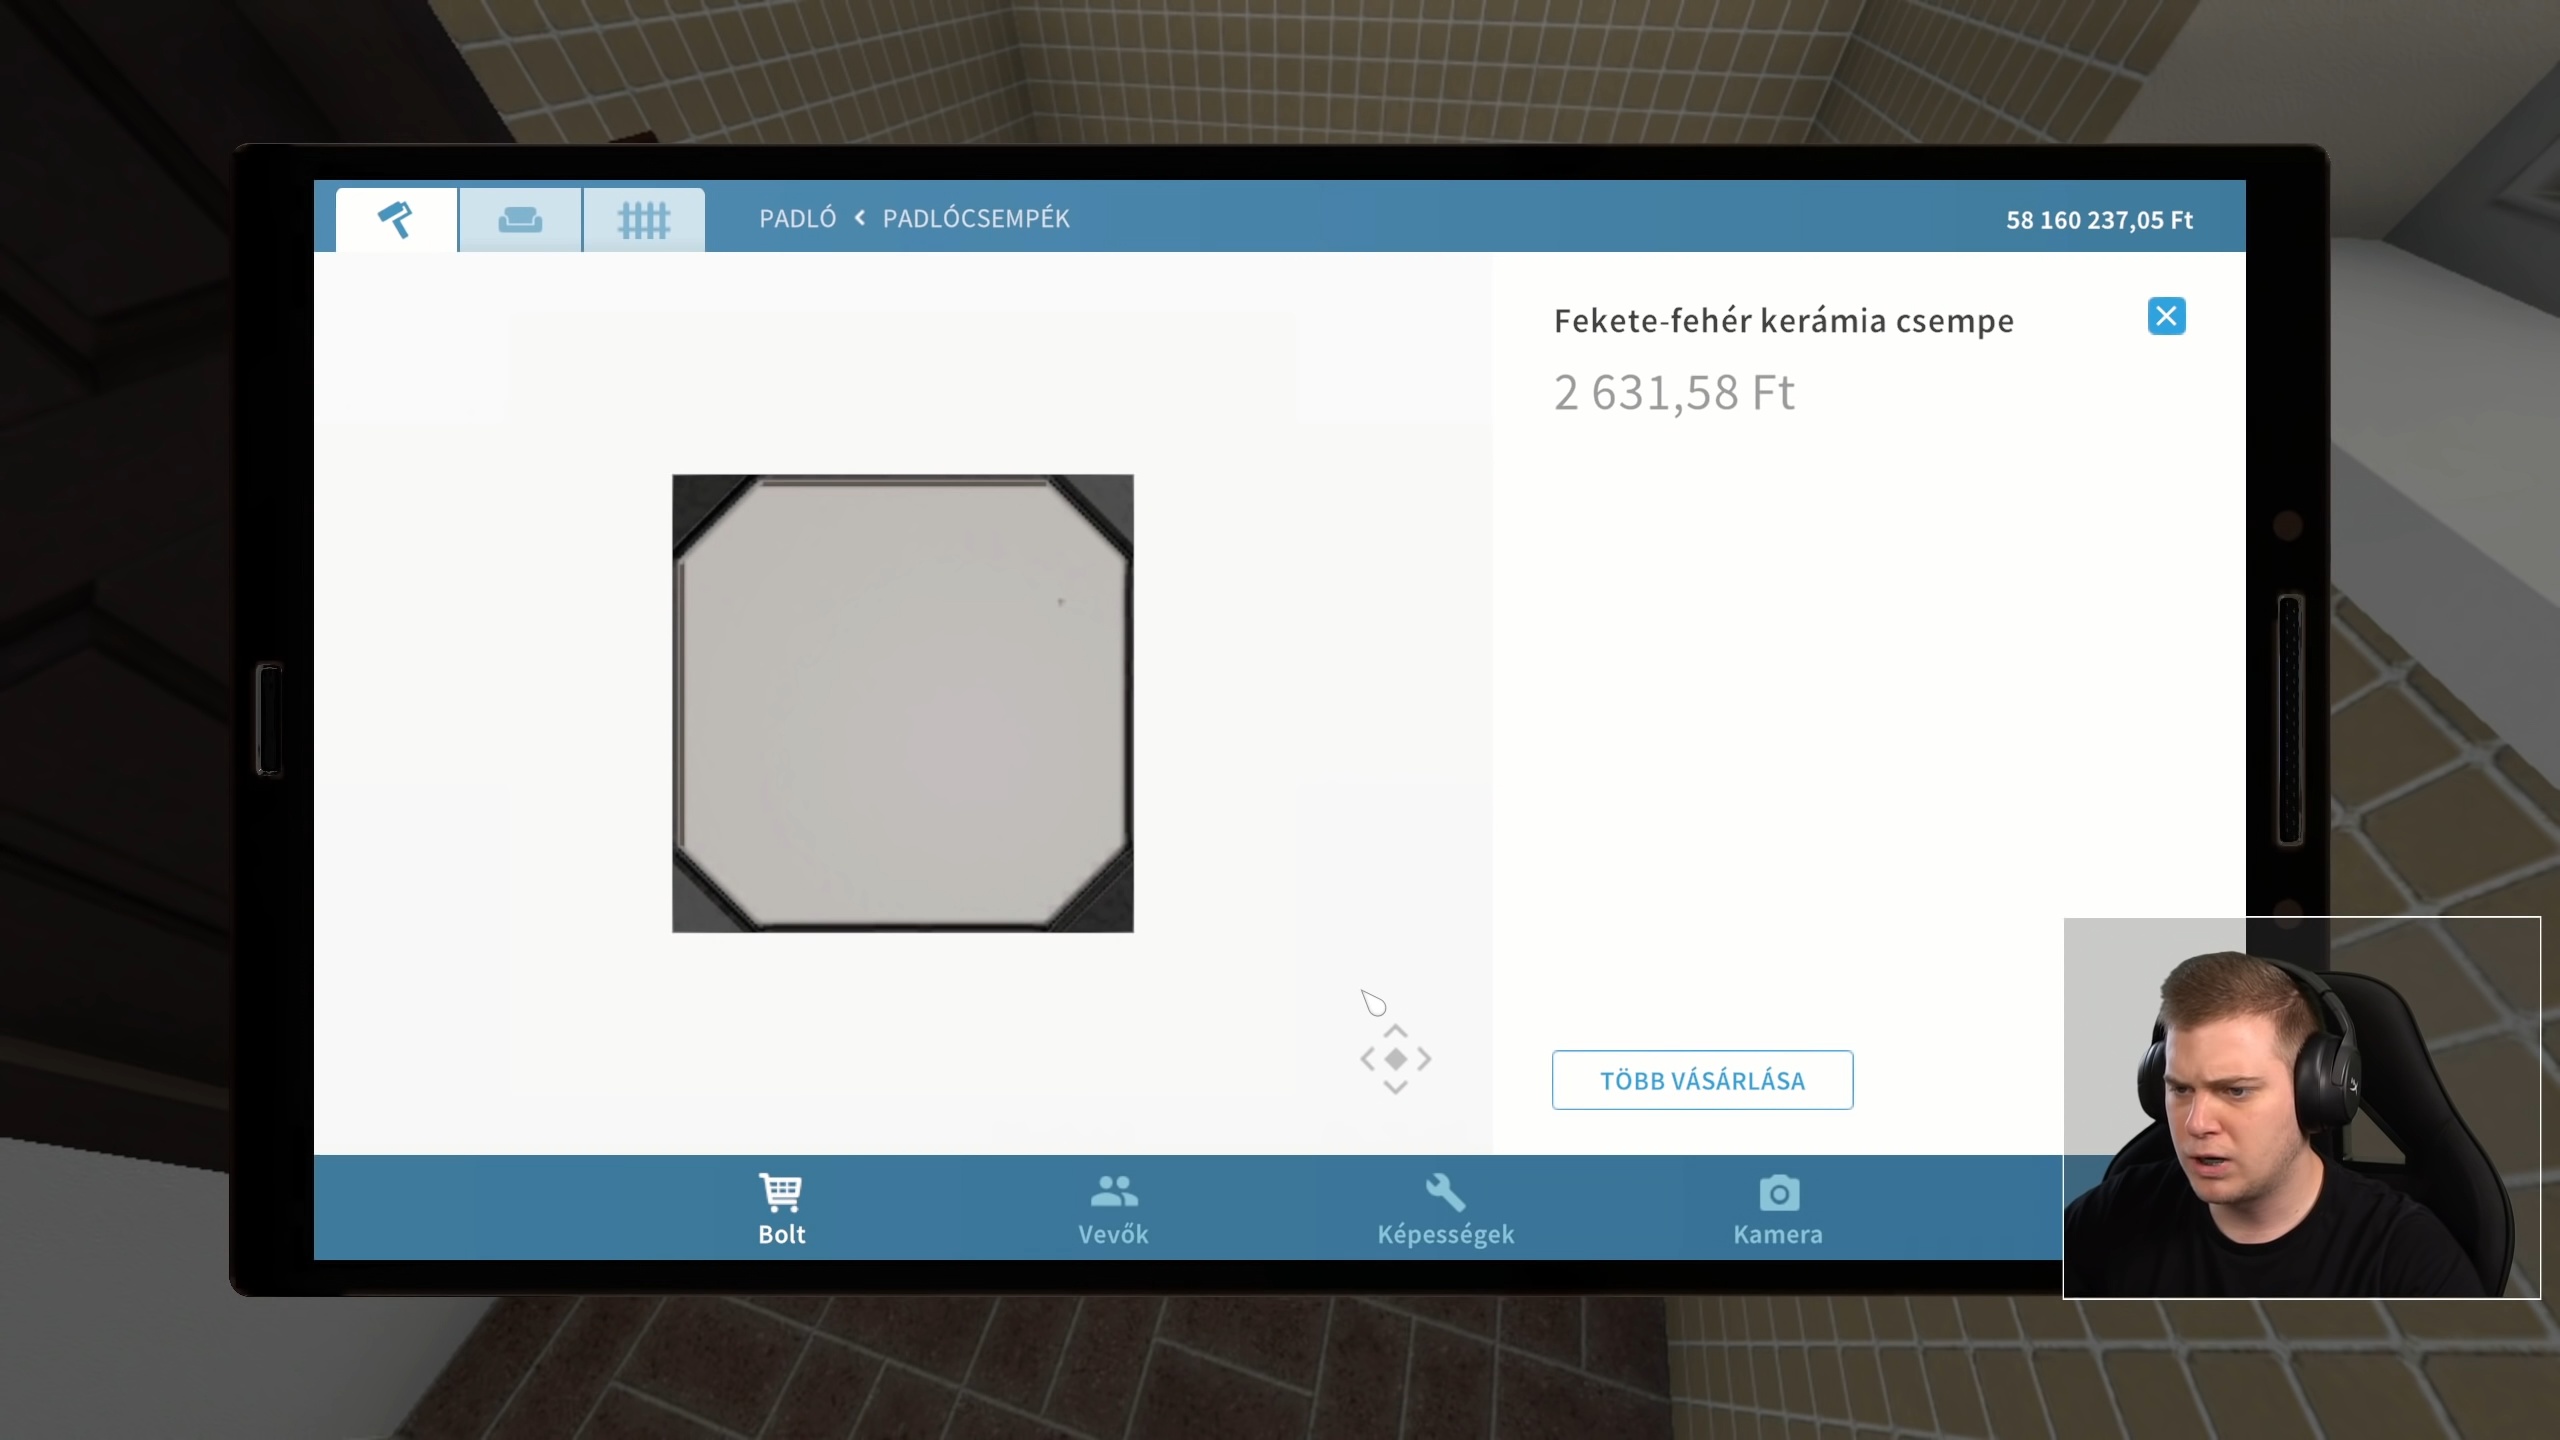 PADLÓ < PADLÓCSEMPÉK
58 160 237,05 Ft
Fekete-fehér kerámia csempe
2 631,58 Ft
TÖBB VÁSÁRLÁSA
Bolt
Vevők
Képességek
Kamera